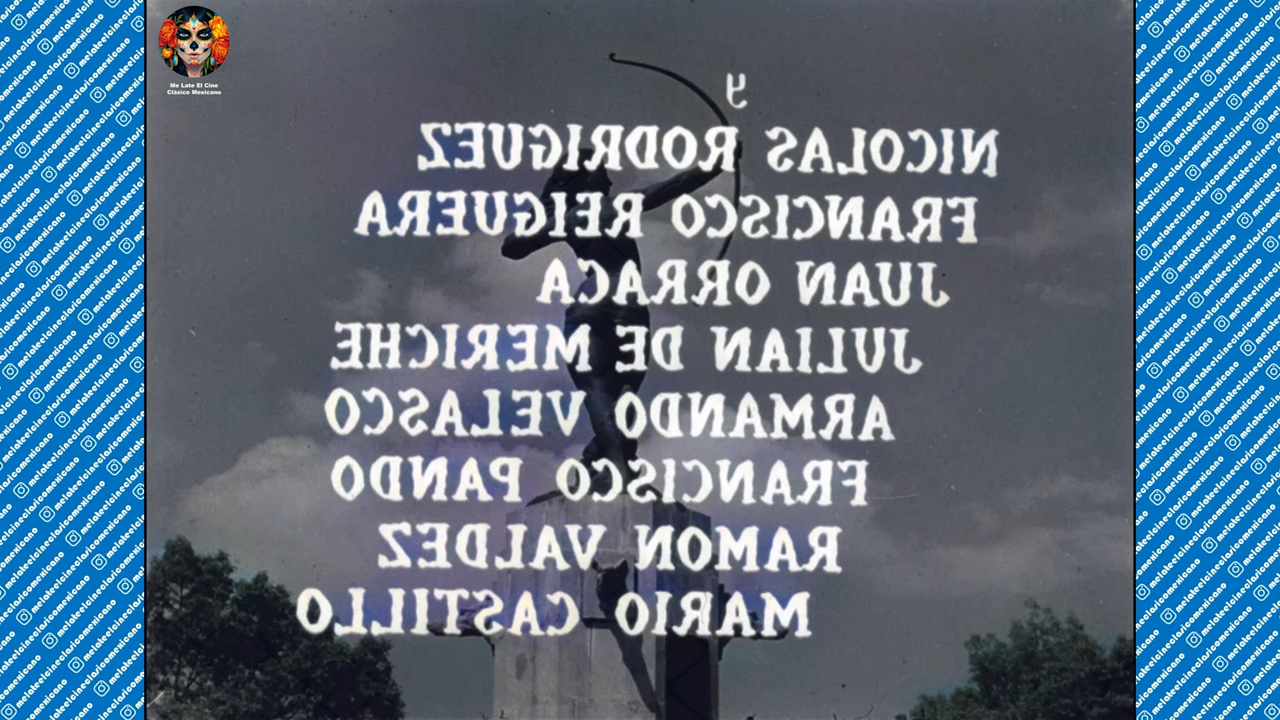 Me Late El Cine
Clásico Mexicano
y
NICOLAS RODRIGUEZ
FRANCISCO REIGUERA
JUAN ORRACA
JULIAN DE MERICHE
ARMANDO VELASCO
FRANCISCO PANDO
RAMON VALDEZ
MARIO CASTILLO
melateelcineclasicomexicano